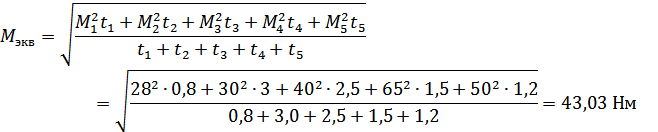 Mэкв = √((M₁²t₁ + M₂²t₂ + M₃²t₃ + M₄²t₄ + M₅²t₅)/(t₁ + t₂ + t₃ + t₄ + t₅))
= √((28² · 0,8 + 30² · 3 + 40² · 2,5 + 65² · 1,5 + 50² · 1,2)/(0,8 + 3,0 + 2,5 + 1,5 + 1,2)) = 43,03 Нм